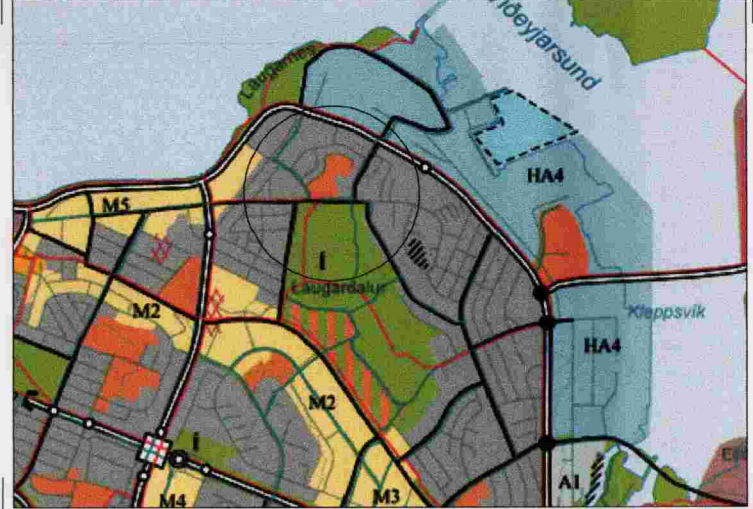 Viðeyjarsund
Laugarnes
HA4
M5
Í
Laugardalur
M2
Kleppsvík
HA4
M2
Í
M4
M3
A1